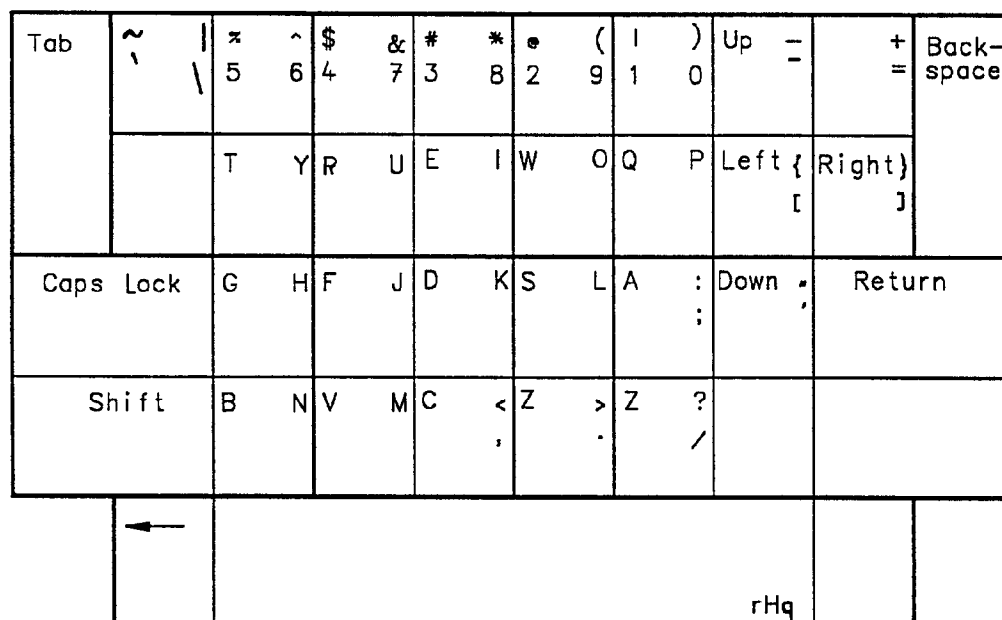 Tab ~ | % ^ $ & # * @ ( ! ) Up _ + Back-
` \ 5 6 4 7 3 8 2 9 1 0 - = space
T Y R U E I W O Q P Left { Right }
[ ]
Caps Lock G H F J D K S L A : Down " Return
; '
Shift B N V M C < Z > Z ?
, . /
←
rHq